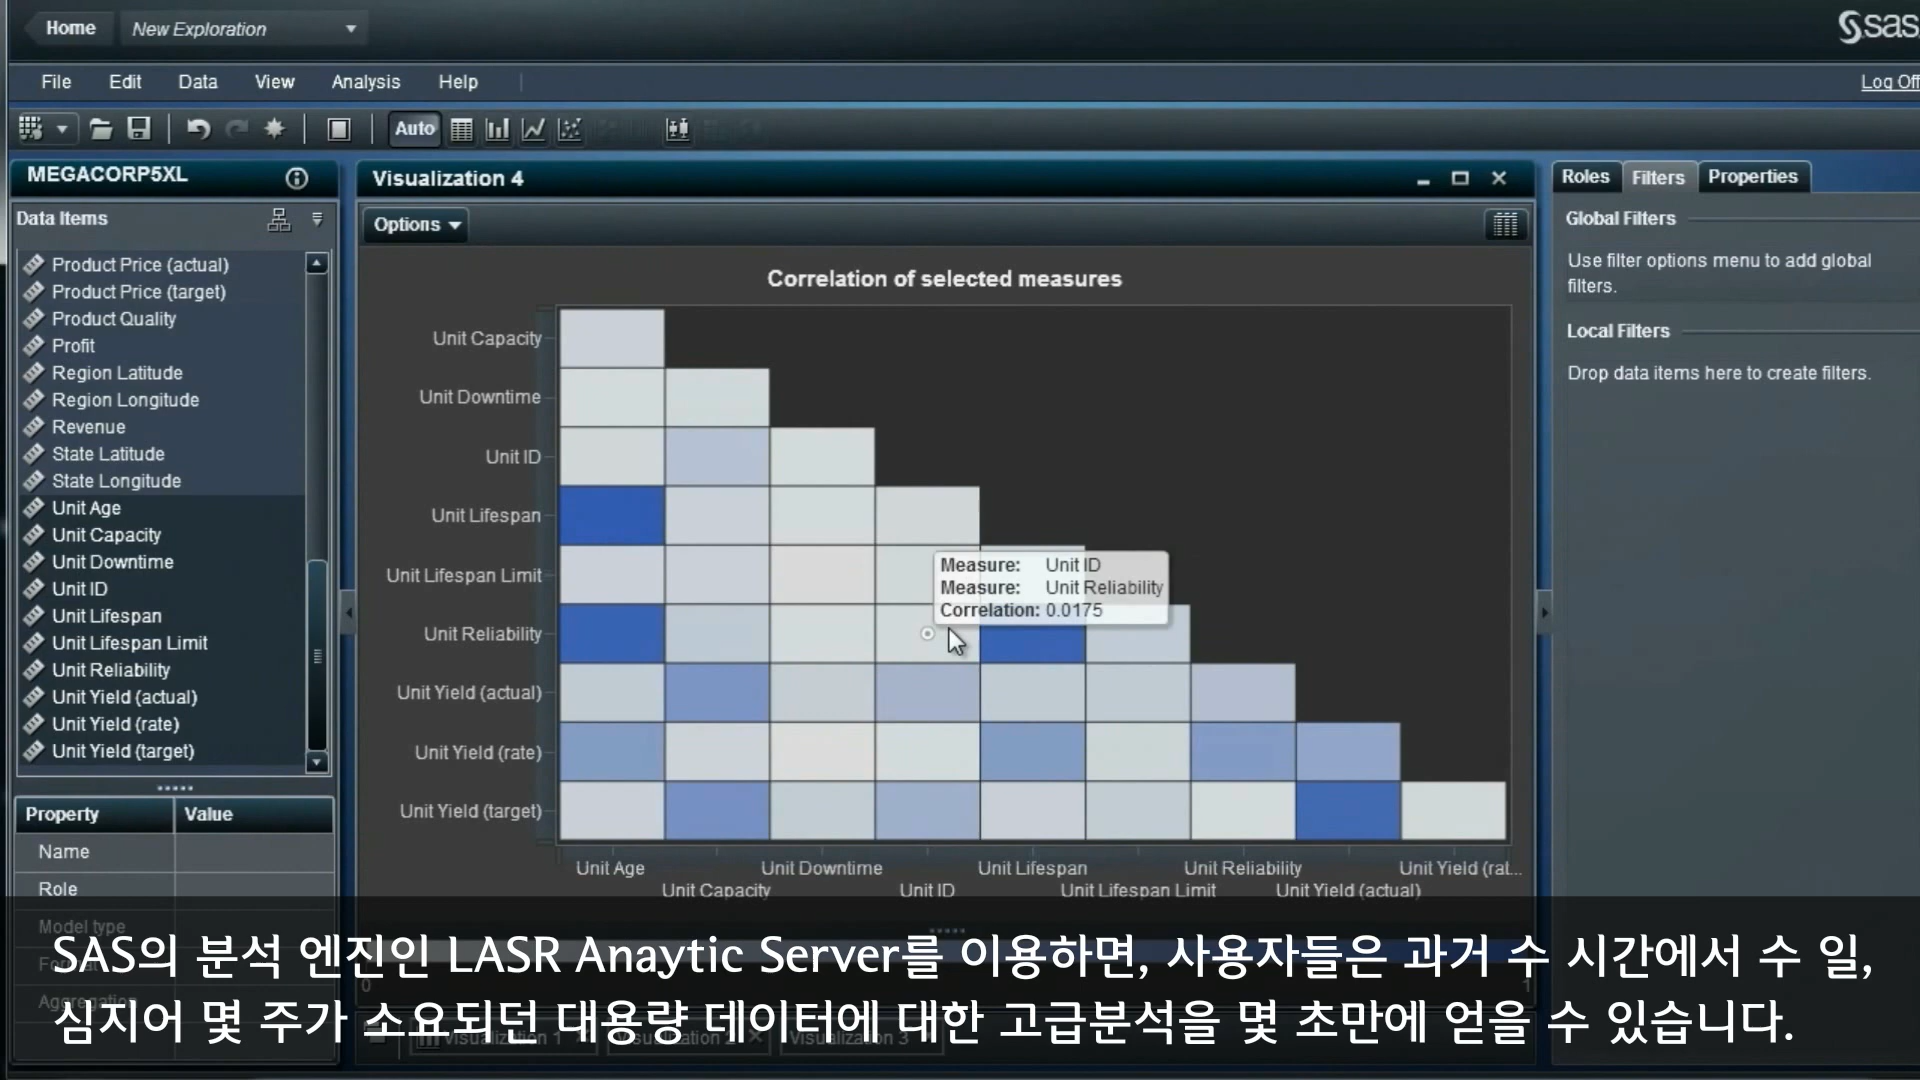 Home
New Exploration
sas
File Edit Data View Analysis Help
Log Off
Auto
MEGACORP5XL
Data Items
Product Price (actual)
Product Price (target)
Product Quality
Profit
Region Latitude
Region Longitude
Revenue
State Latitude
State Longitude
Unit Age
Unit Capacity
Unit Downtime
Unit ID
Unit Lifespan
Unit Lifespan Limit
Unit Reliability
Unit Yield (actual)
Unit Yield (rate)
Unit Yield (target)
Property Value
Name
Role
Model type
Format
Aggregation
Visualization 4
Options
Correlation of selected measures
Unit Capacity
Unit Downtime
Unit ID
Unit Lifespan
Unit Lifespan Limit
Unit Reliability
Unit Yield (actual)
Unit Yield (rate)
Unit Yield (target)
Measure: Unit ID
Measure: Unit Reliability
Correlation: 0.0175
Unit Age Unit Downtime Unit Lifespan Unit Reliability Unit Yield (rat...
Unit Capacity Unit ID Unit Lifespan Limit Unit Yield (actual)
0 1
Visualization 1 Visualization 2 Visualization 3
Roles Filters Properties
Global Filters
Use filter options menu to add global
filters.
Local Filters
Drop data items here to create filters.
SAS의 분석 엔진인 LASR Anaytic Server를 이용하면, 사용자들은 과거 수 시간에서 수 일,
심지어 몇 주가 소요되던 대용량 데이터에 대한 고급분석을 몇 초만에 얻을 수 있습니다.